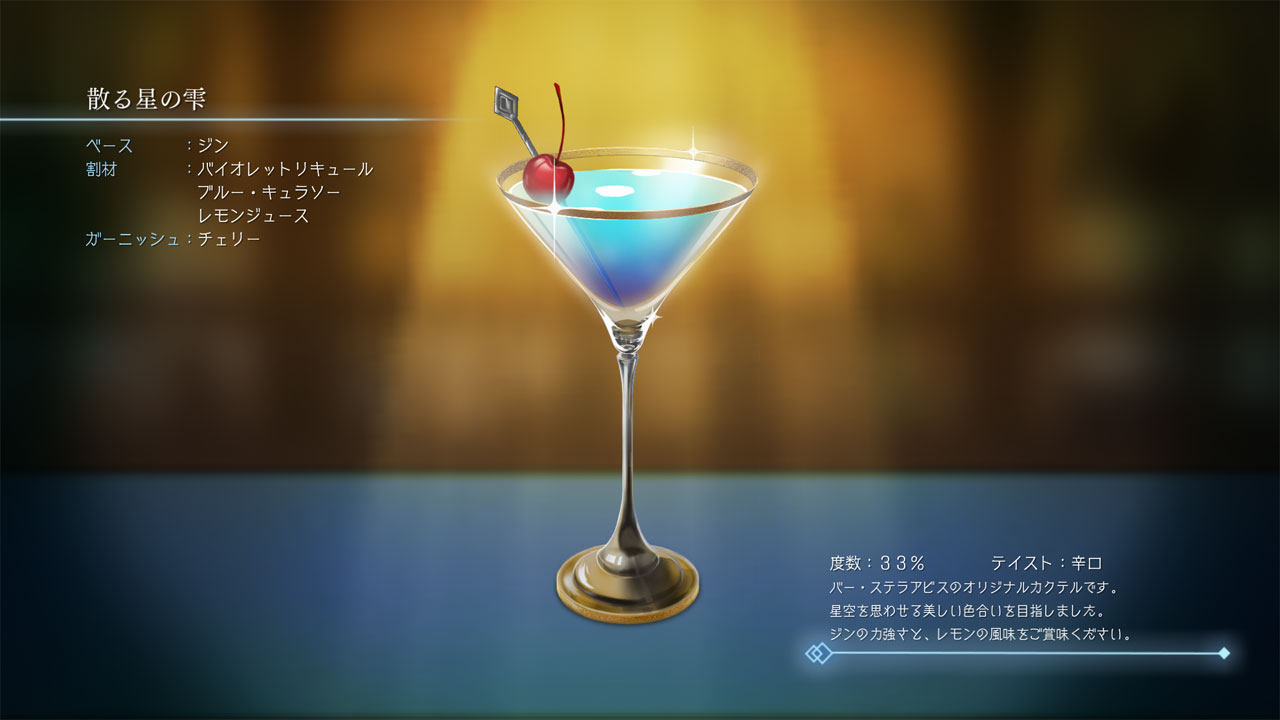 散る星の雫
ベース ：ジン
割材 ：バイオレットリキュール
ブルー・キュラソー
レモンジュース
ガーニッシュ：チェリー
度数：３３％ テイスト：辛口
バー・ステラアビスのオリジナルカクテルです。
星空を思わせる美しい色合いを目指しました。
ジンの力強さと、レモンの風味をご賞味ください。